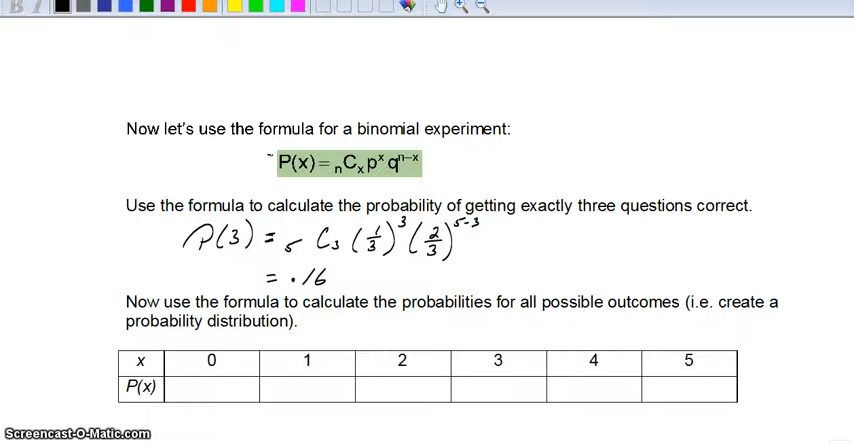 B I
Now let's use the formula for a binomial experiment:
P(x) = nCx p^x q^n–x
Use the formula to calculate the probability of getting exactly three questions correct.
P(3) = 5 C3 (1/3)^3 (2/3)^5-3
= .16
Now use the formula to calculate the probabilities for all possible outcomes (i.e. create a
probability distribution).
x 0 1 2 3 4 5
P(x)
Screencast-O-Matic.com